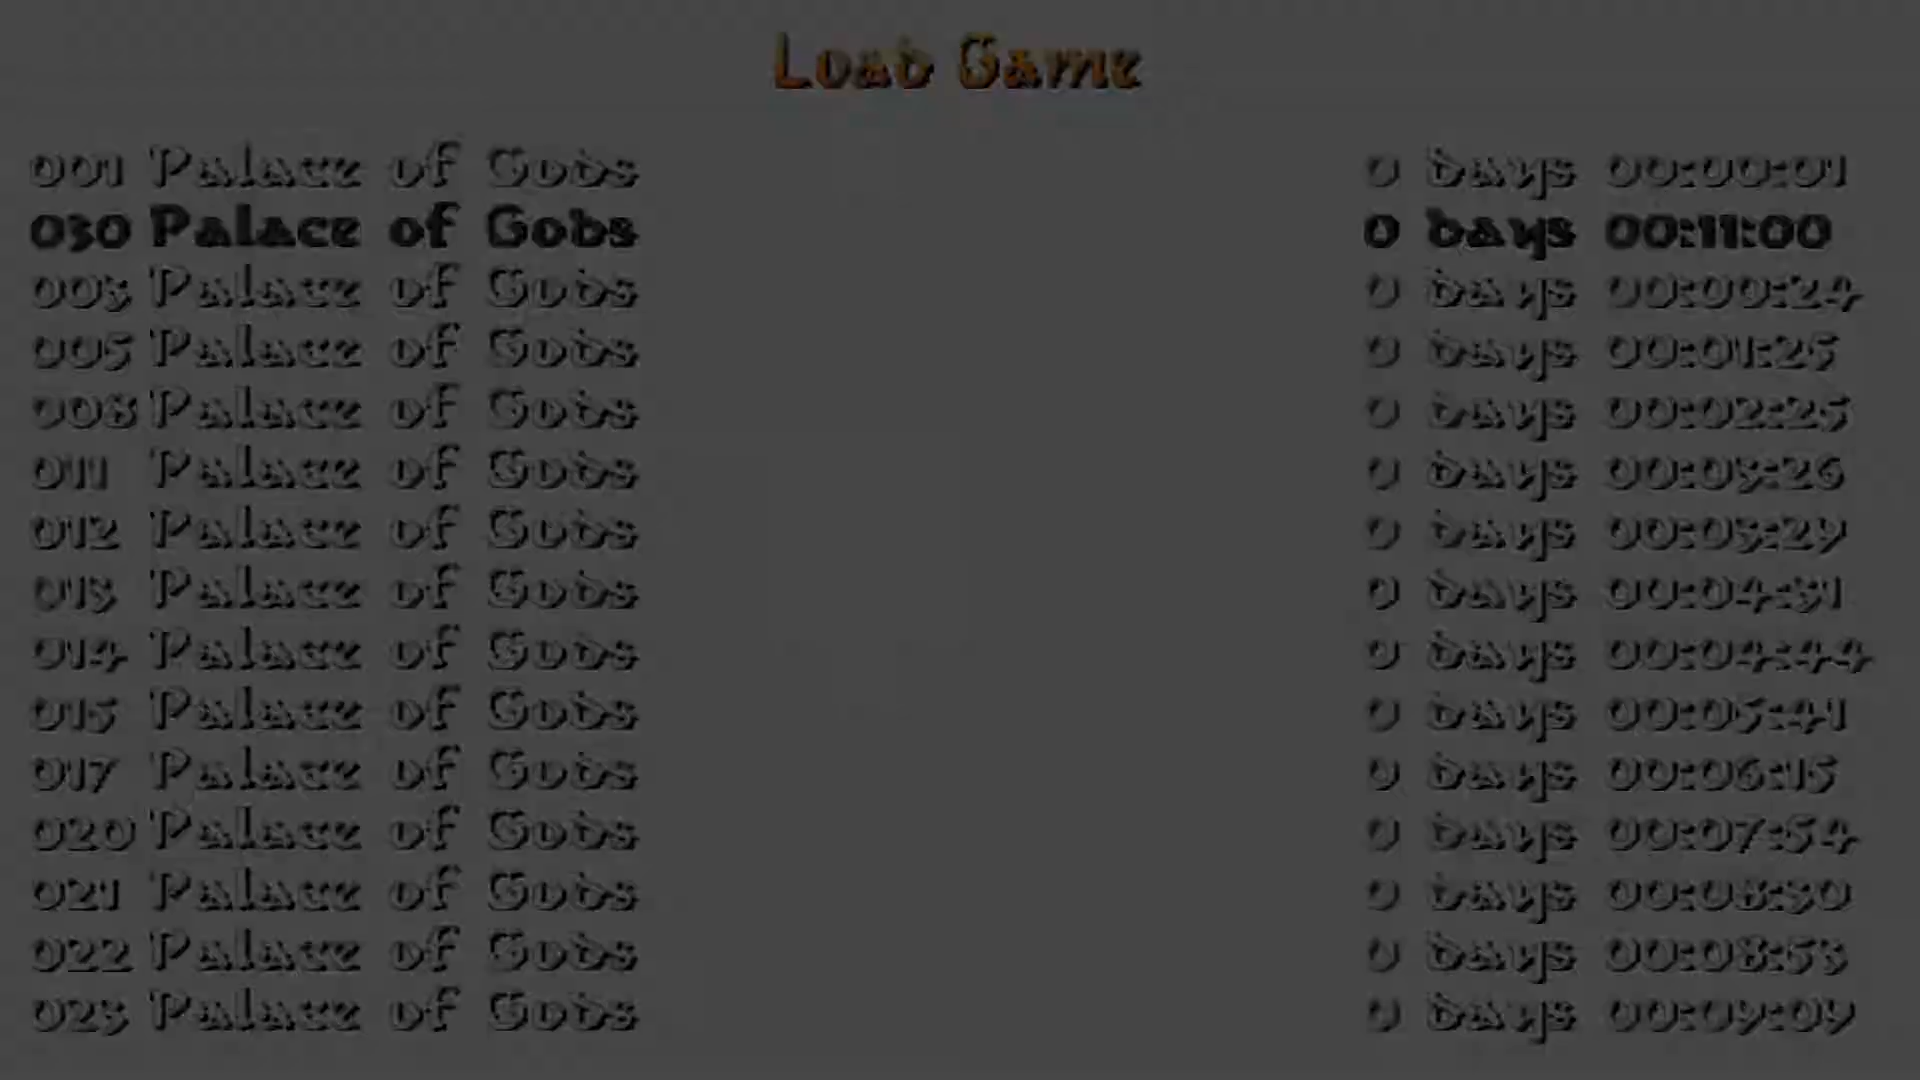 Load Game
001 Palace of Gods 0 days 00:00:01
030 Palace of Gods 0 days 00:11:00
003 Palace of Gods 0 days 00:00:24
005 Palace of Gods 0 days 00:01:25
008 Palace of Gods 0 days 00:02:25
011 Palace of Gods 0 days 00:03:26
012 Palace of Gods 0 days 00:03:29
013 Palace of Gods 0 days 00:04:31
014 Palace of Gods 0 days 00:04:44
015 Palace of Gods 0 days 00:05:41
017 Palace of Gods 0 days 00:06:15
020 Palace of Gods 0 days 00:07:54
021 Palace of Gods 0 days 00:08:30
022 Palace of Gods 0 days 00:08:53
023 Palace of Gods 0 days 00:09:09